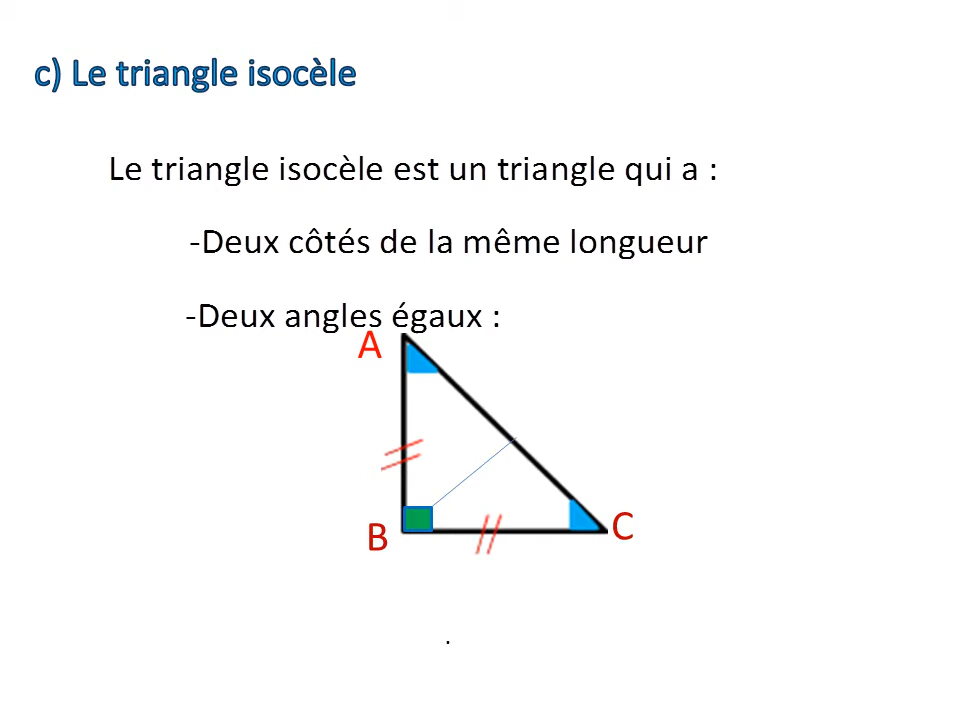 c) Le triangle isocèle
Le triangle isocèle est un triangle qui a :
-Deux côtés de la même longueur
-Deux angles égaux :
A
B
C
.